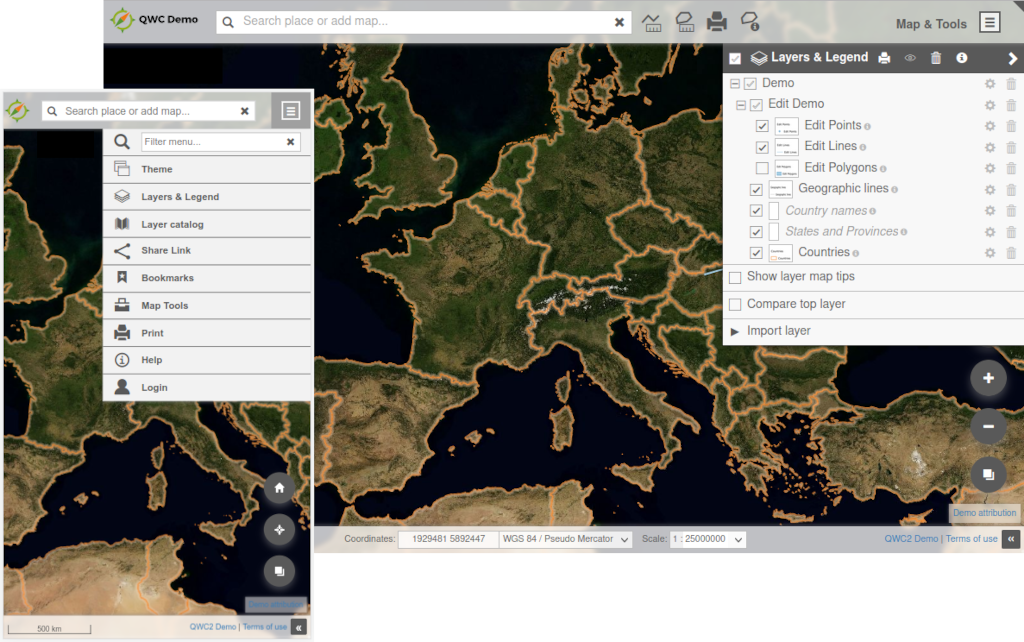 QWC Demo
Search place or add map...
Map & Tools
Layers & Legend
Demo
Edit Demo
Edit Points
Edit Lines
Edit Polygons
Geographic lines
Country names
States and Provinces
Countries
Show layer map tips
Compare top layer
Import layer
Demo attribution
Coordinates: 1929481 5892447 WGS 84 / Pseudo Mercator Scale: 1 : 25000000
QWC2 Demo | Terms of use
Search place or add map...
Filter menu...
Theme
Layers & Legend
Layer catalog
Share Link
Bookmarks
Map Tools
Print
Help
Login
Demo attribution
500 km
QWC2 Demo | Terms of use